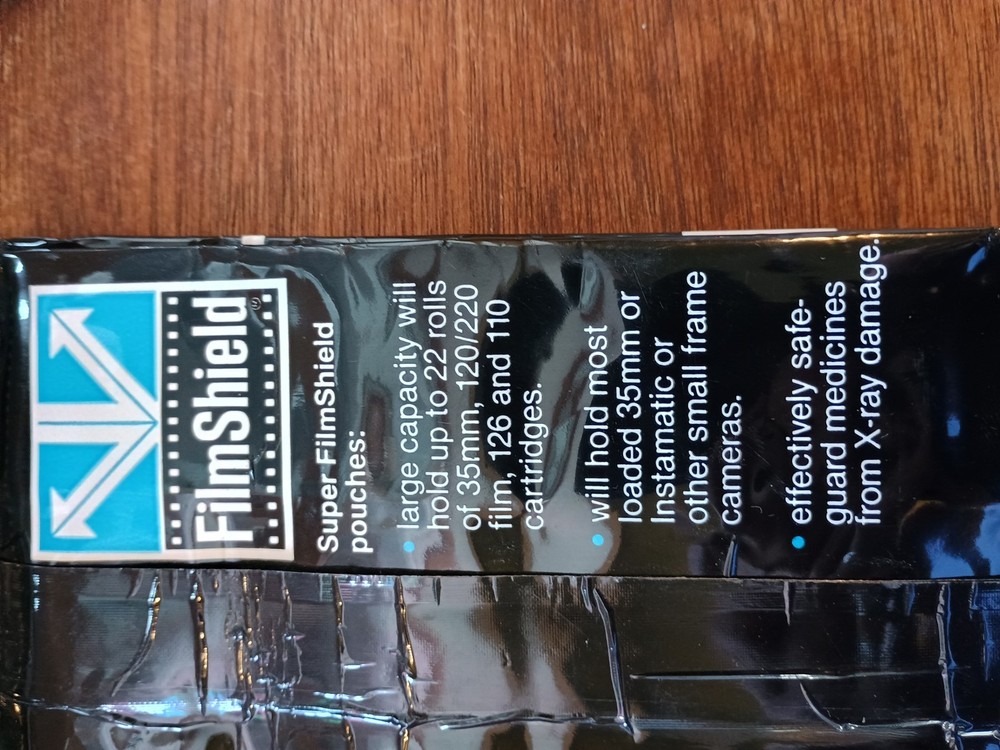 FilmShield®
Super FilmShield
pouches:
• large capacity will
hold up to 22 rolls
of 35mm, 120/220
film, 126 and 110
cartridges.
• will hold most
loaded 35mm or
Instamatic or
other small frame
cameras.
• effectively safe-
guard medicines
from X-ray damage.